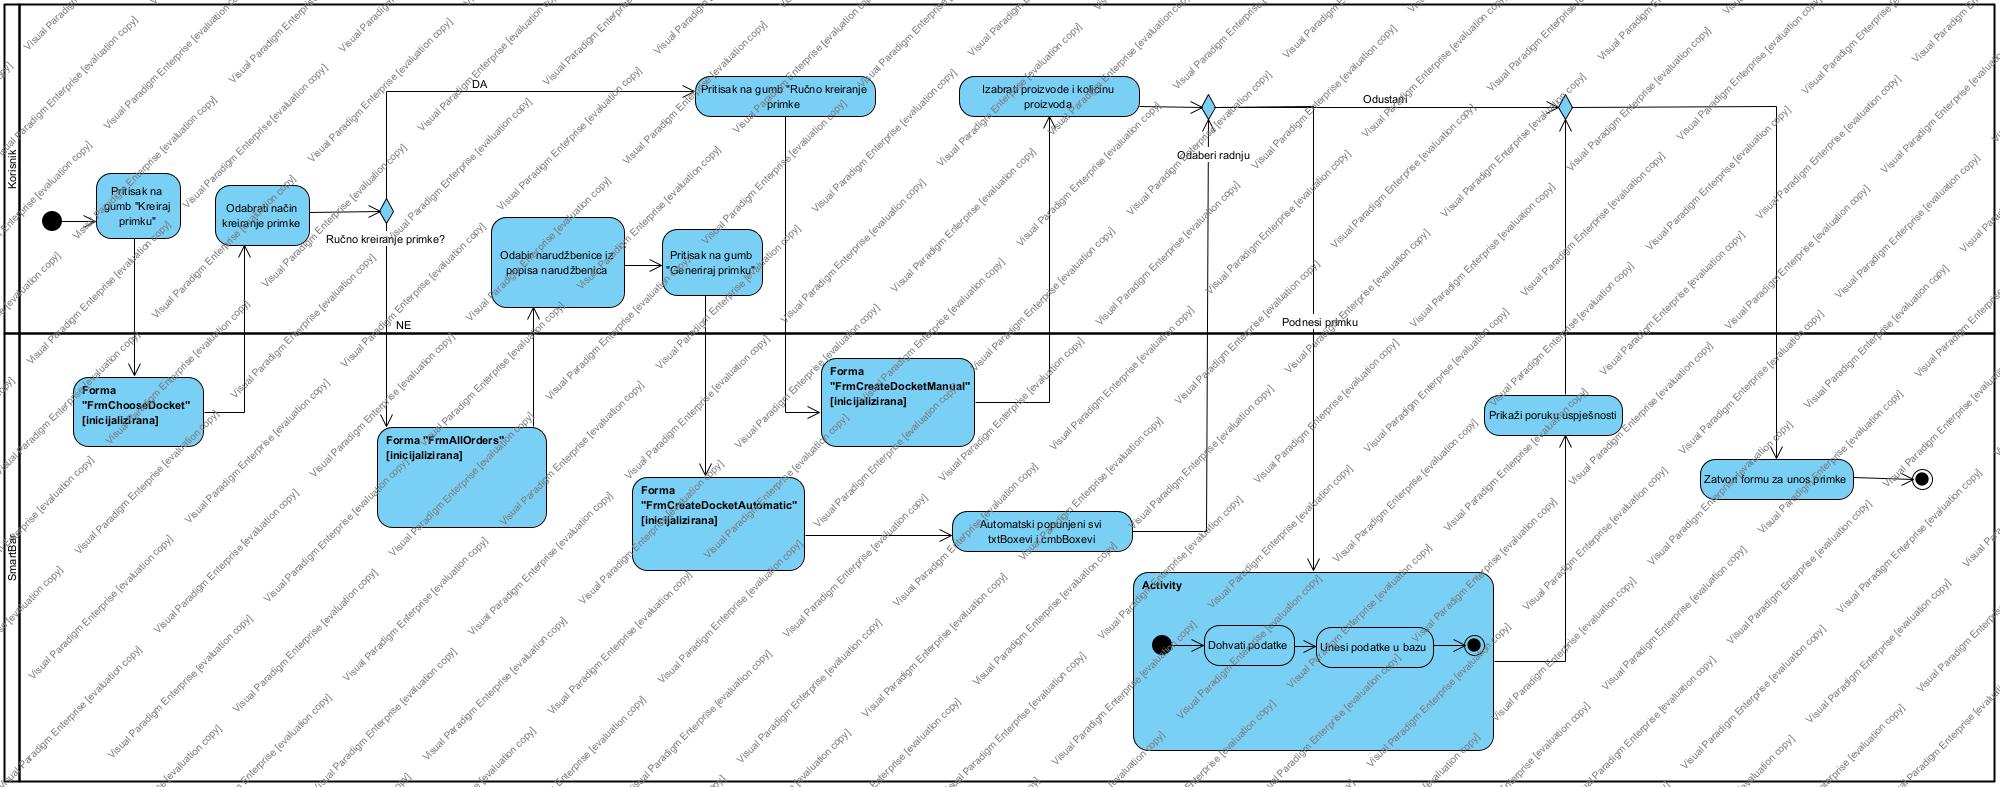 Korisnik
Pritisak na
gumb "Kreiraj
primku"
Odabrati način
kreiranje primke
Ručno kreiranje primke?
DA
NE
Pritisak na gumb "Ručno kreiranje
primke
Odabir narudžbenice iz
popisa narudžbenica
Pritisak na gumb
"Generiraj primku"
Izabrati proizvode i količinu
proizvoda
Odaberi radnju
Odustani
Podnesi primku
SmartBar
Forma
"FrmChooseDocket"
[inicijalizirana]
Forma "FrmAllOrders"
[inicijalizirana]
Forma
"FrmCreateDocketAutomatic"
[inicijalizirana]
Forma
"FrmCreateDocketManual"
[inicijalizirana]
Automatski popunjeni svi
txtBoxevi i cmbBoxevi
Activity
Dohvati podatke
Unesi podatke u bazu
Prikaži poruku uspješnosti
Zatvori formu za unos primke
Visual Paradigm Enterprise [evaluation copy]